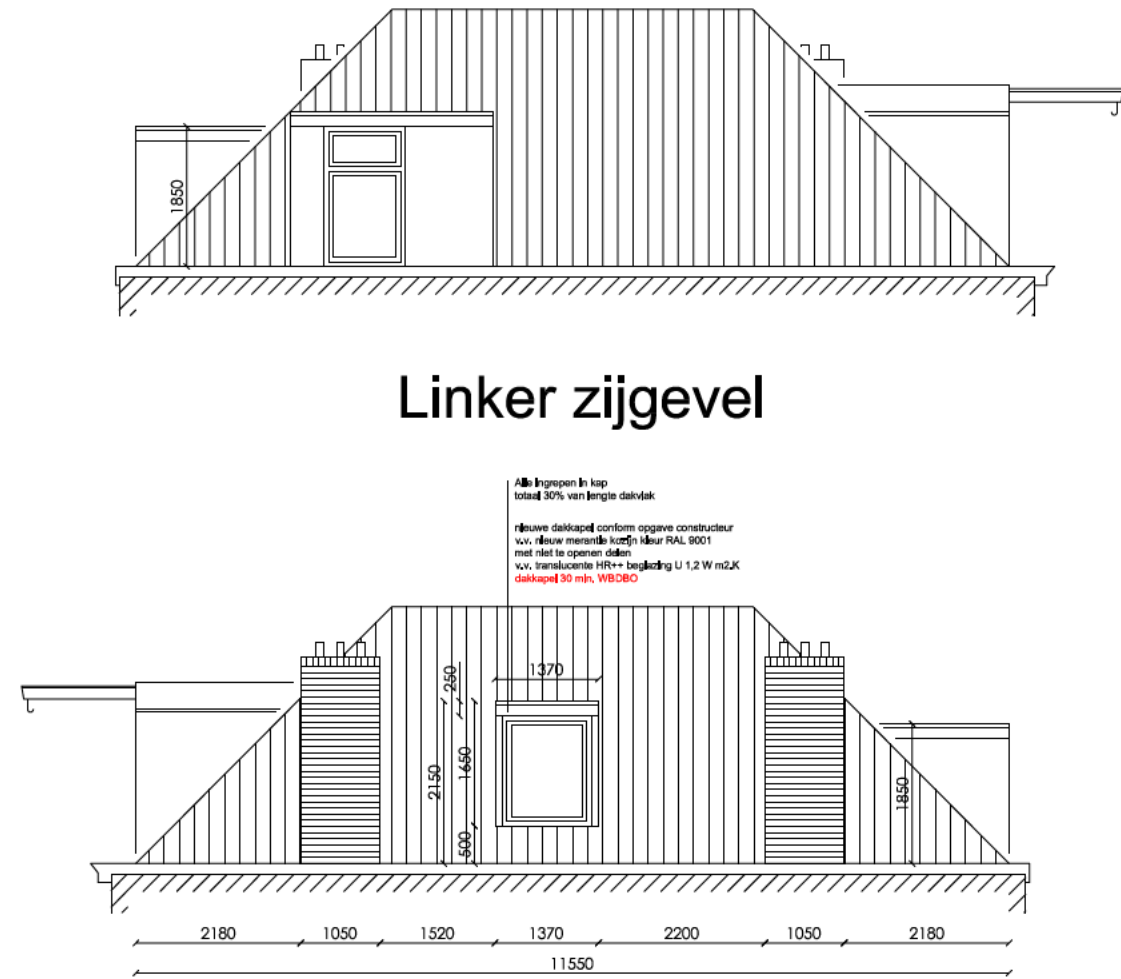 1850
Linker zijgevel
Alle ingrepen in kap
totaal 30% van lengte dakvlak
nieuwe dakkapel conform opgave constructeur
v.v. nieuw merantie kozijn kleur RAL 9001
met niet te openen delen
v.v. translucente HR++ beglazing U 1,2 W m2.K
dakkapel 30 min. WBDBO
1370
250
1650
2150
500
1850
2180 1050 1520 1370 2200 1050 2180
11550